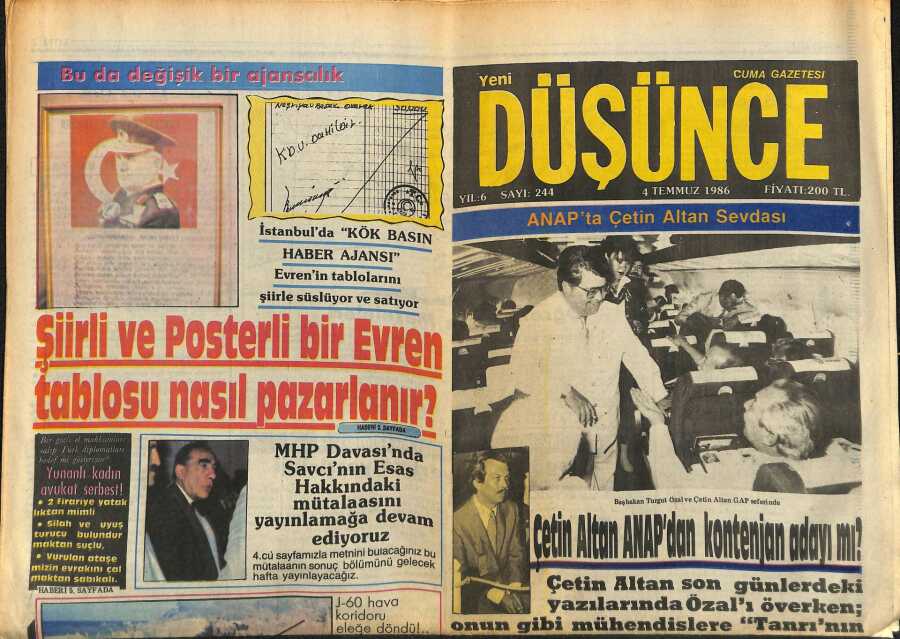 Bu da değişik bir ajanslık
Yeni
DÜŞÜNCE
CUMA GAZETESI
YIL:6 SAYI: 244 4 TEMMUZ 1986 FİYATI:200 TL.
K.D.V. DAHİLDİR.
İstanbul'da “KÖK BASIN
HABER AJANSI”
Evren'in tablolarını
şiirle süslüyor ve satıyor
Şiirli ve Posterli bir Evren
tablosu nasıl pazarlanır?
HABERİ 2. SAYFADA
Yunanlı kadın
avukat serbest!
• 2 Firariye yatak
lıktan mimli
• Silah ve uyuş
turucu bulundur
maktan suçlu,
• Vurulan ataşe
mizin evrakını çal
maktan sabıkalı.
HABERİ 5. SAYFADA
MHP Davası'nda
Savcı'nın Esas
Hakkındaki
mütalaasını
yayınlamağa devam
ediyoruz
4.cü sayfamızla metnini bulacağınız bu
mütalaanın sonuç bölümünü gelecek
hafta yayınlayacağız.
J-60 hava
koridoru
eleğe döndü!..
ANAP'ta Çetin Altan Sevdası
Başbakan Turgut Özal ve Çetin Altan GAP seferinde
Çetin Altan ANAP'dan kontenjan adayı mı?
Çetin Altan son günlerdeki
yazılarında Özal'ı överken;
onun gibi mühendislere “Tanrı'nın